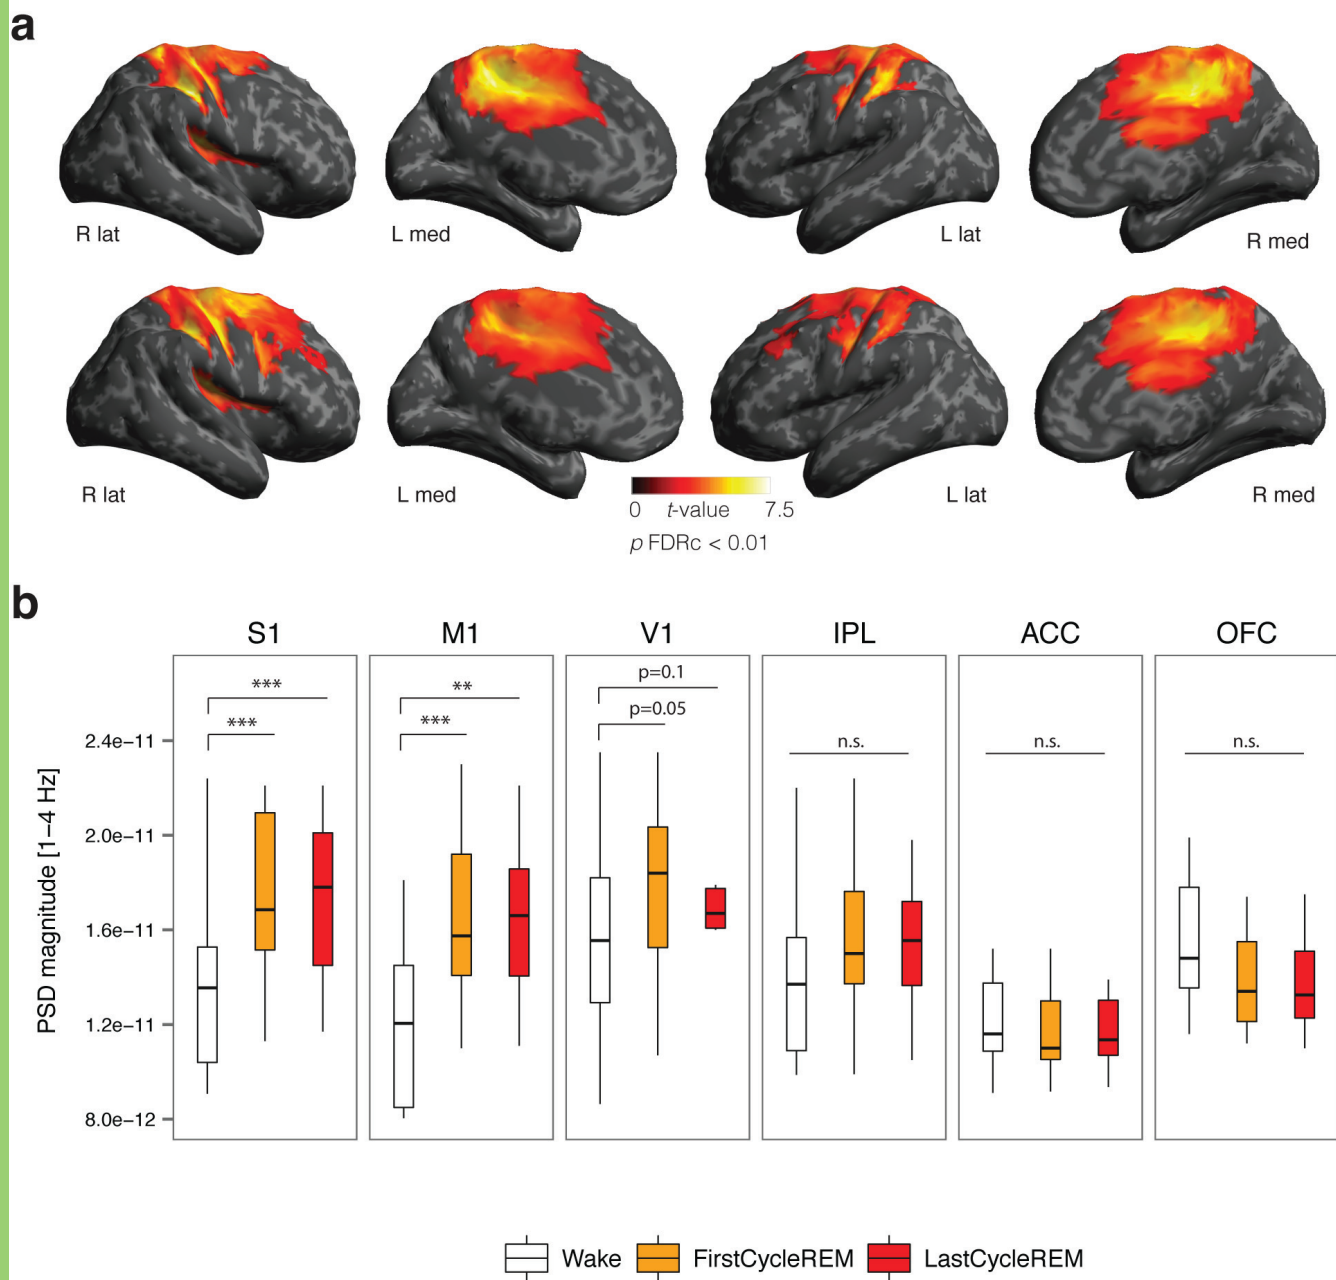 a
R lat L med L lat R med
R lat L med L lat R med
0 t-value 7.5
p FDRc < 0.01
b
S1 M1 V1 IPL ACC OFC
*** ** p=0.1
*** *** p=0.05
n.s. n.s. n.s.
PSD magnitude [1−4 Hz]
2.4e−11
2.0e−11
1.6e−11
1.2e−11
8.0e−12
Wake FirstCycleREM LastCycleREM